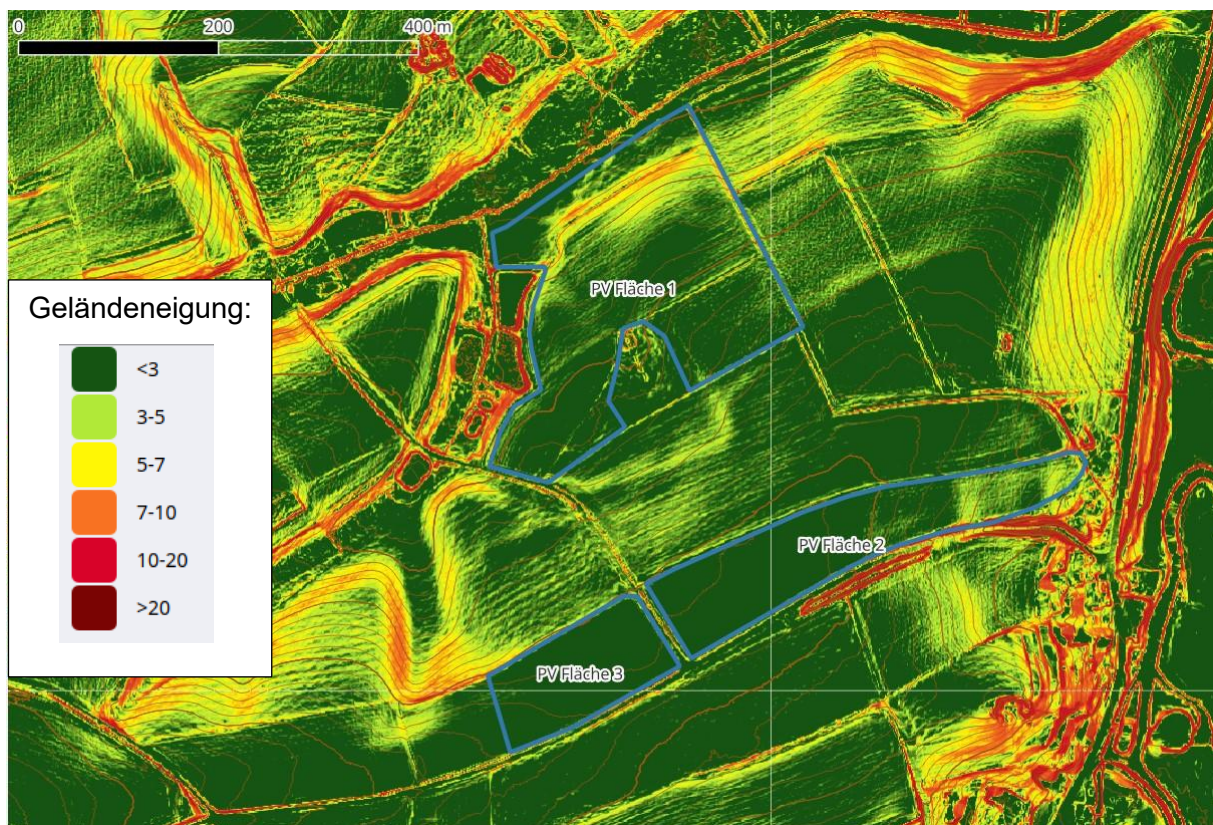 0 200 400 m
PV Fläche 1
Geländeneigung:
<3
3-5
5-7
7-10
10-20
>20
PV Fläche 2
PV Fläche 3